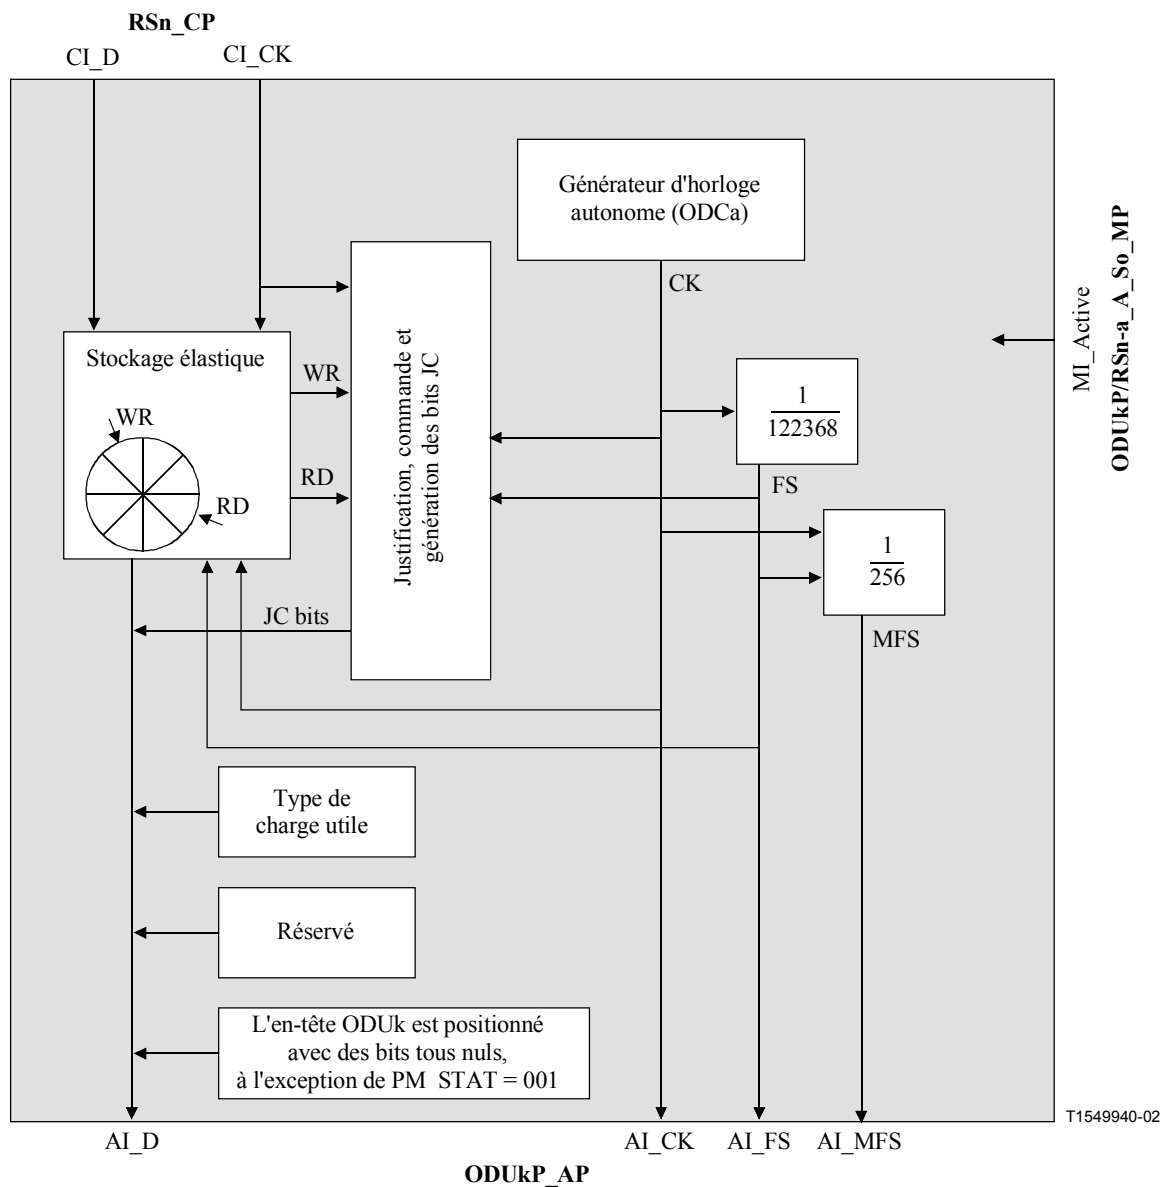 RSn_CP
CI_D
CI_CK
Générateur d'horloge
autonome (ODCa)
CK
MI_Active
ODUkP/RSn-a_A_So_MP
Stockage élastique
WR
WR
RD
RD
Justification, commande et
génération des bits JC
1
122368
FS
1
256
MFS
JC bits
Type de
charge utile
Réservé
L'en-tête ODUk est positionné
avec des bits tous nuls,
à l'exception de PM STAT = 001
T1549940-02
AI_D
AI_CK
AI_FS
AI_MFS
ODUkP_AP